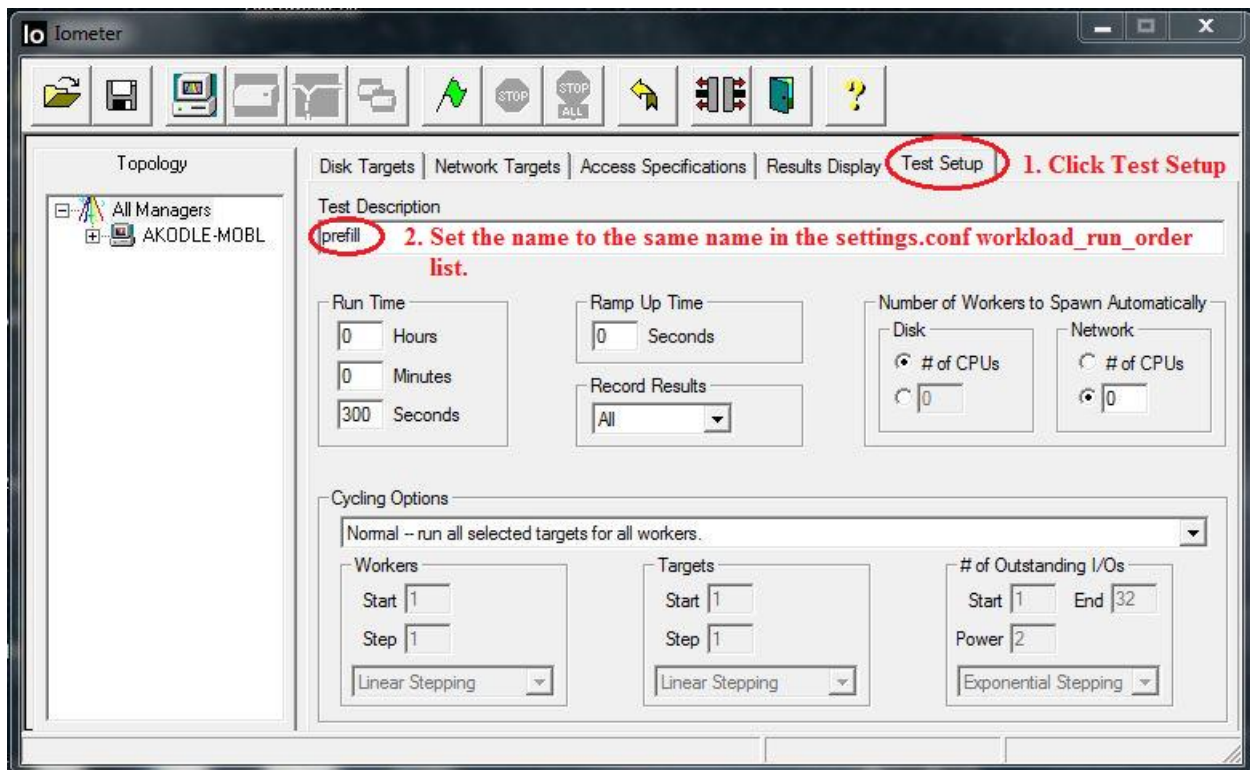 Io Iometer
STOP
STOP ALL
Topology
All Managers
AKODLE-MOBL
Disk Targets
Network Targets
Access Specifications
Results Display
Test Setup
1. Click Test Setup
Test Description
prefill
2. Set the name to the same name in the settings.conf workload_run_order
list.
Run Time
0 Hours
0 Minutes
300 Seconds
Ramp Up Time
0 Seconds
Record Results
All
Number of Workers to Spawn Automatically
Disk
# of CPUs
0
Network
# of CPUs
0
Cycling Options
Normal -- run all selected targets for all workers.
Workers
Start 1
Step 1
Linear Stepping
Targets
Start 1
Step 1
Linear Stepping
# of Outstanding I/Os
Start 1 End 32
Power 2
Exponential Stepping